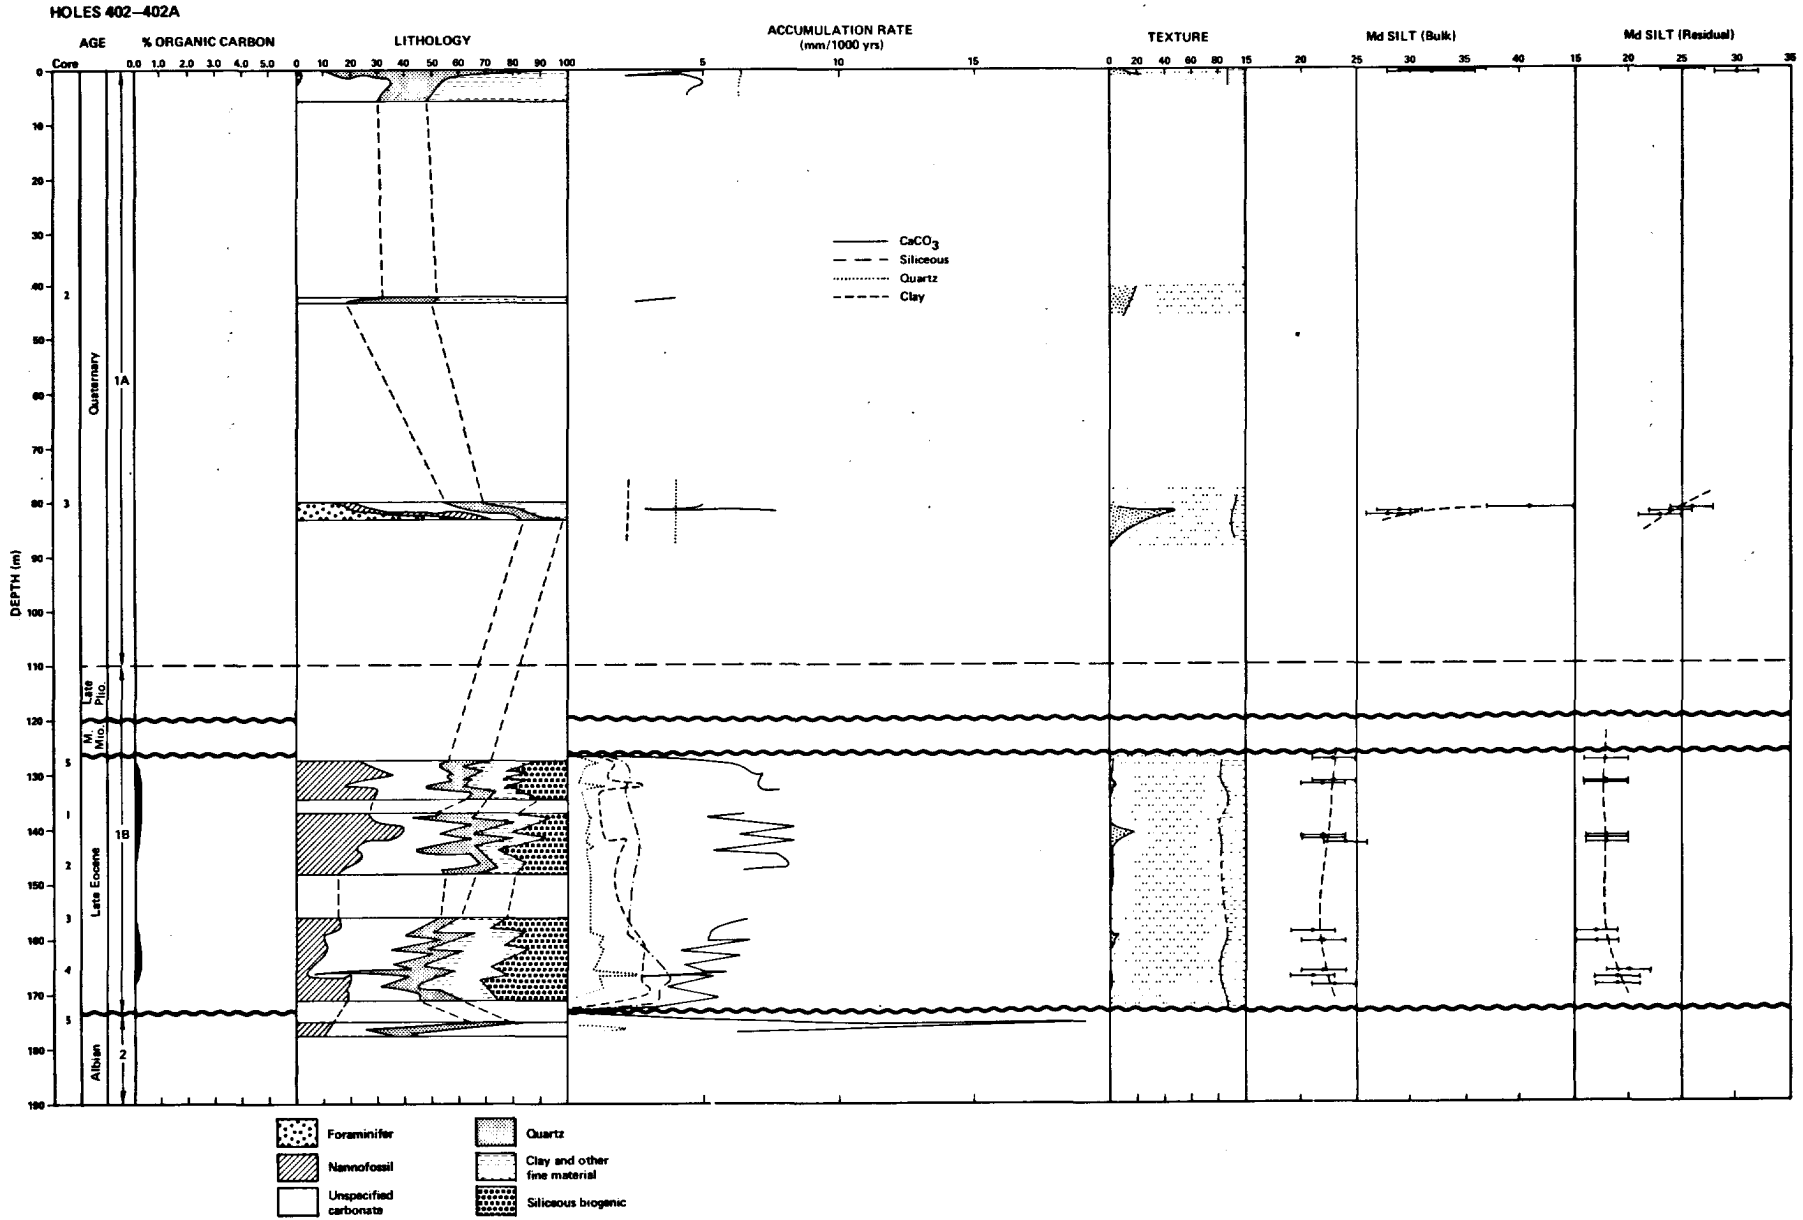 HOLES 402–402A
AGE
% ORGANIC CARBON
LITHOLOGY
ACCUMULATION RATE
(mm/1000 yrs)
TEXTURE
Md SILT (Bulk)
Md SILT (Residual)
Core
0.0 1.0 2.0 3.0 4.0 5.0
0 10 20 30 40 50 60 70 80 90 100
5 10 15
0 20 40 60 80
15 20 25 30 35 40
15 20 25 30 35
DEPTH (m)
0
10
20
30
40
50
60
70
80
90
100
110
120
130
140
150
160
170
180
190
2
3
5
1
2
3
4
5
Quaternary
Late
Plio.
M.
Mio.
Late Eocene
Albian
1A
1B
2
CaCO3
Siliceous
Quartz
Clay
Foraminifer
Nannofossil
Unspecified
carbonate
Quartz
Clay and other
fine material
Siliceous biogenic